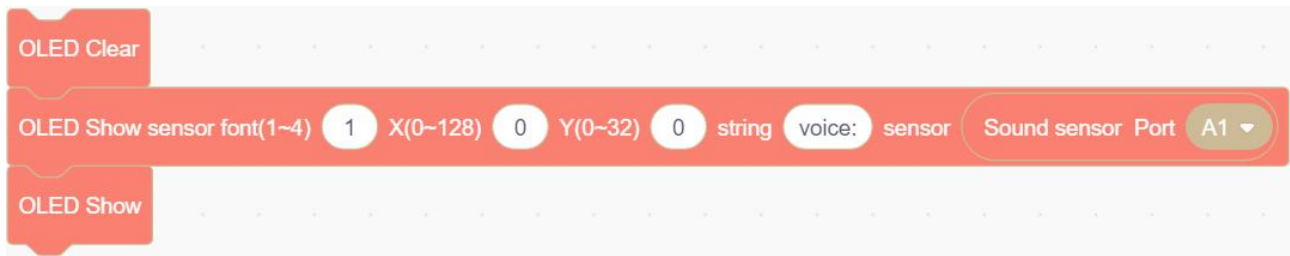 OLED Clear
OLED Show sensor font(1~4) 1 X(0~128) 0 Y(0~32) 0 string voice: sensor Sound sensor Port A1
OLED Show